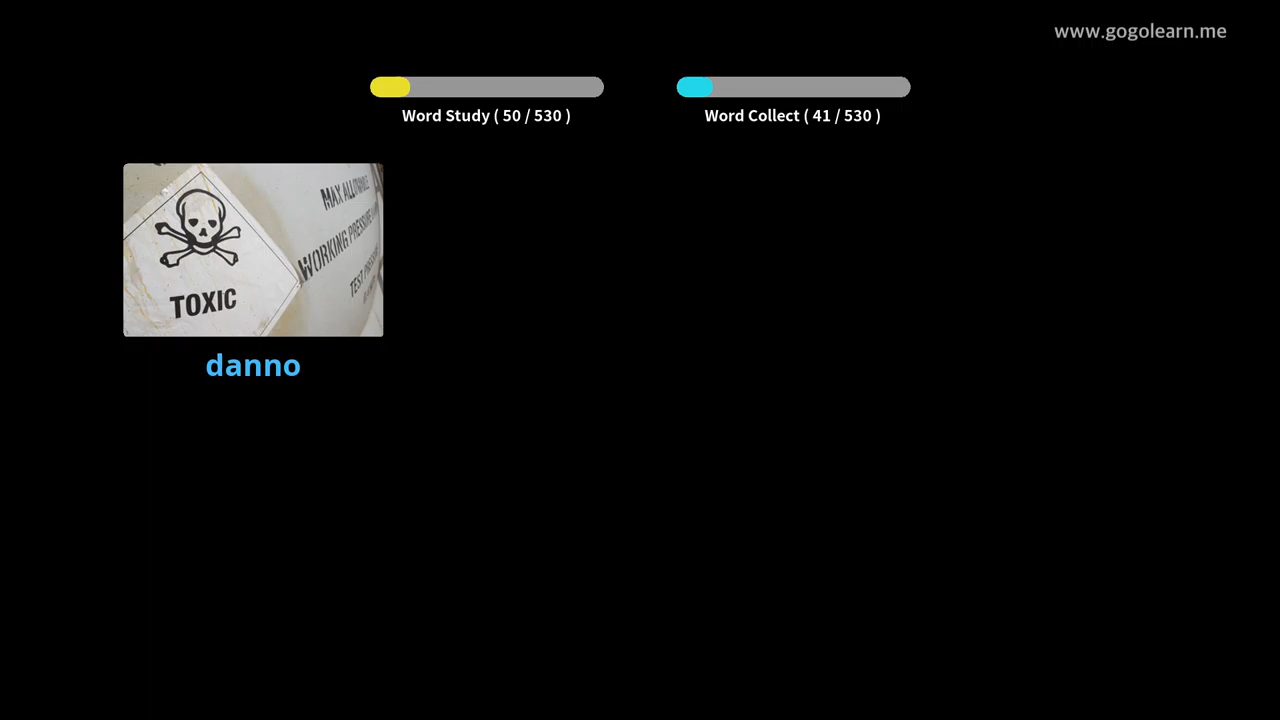 www.gogolearn.me
Word Study ( 50 / 530 )
Word Collect ( 41 / 530 )
MAX ALLOWABLE
WORKING PRESSURE
TOXIC
danno